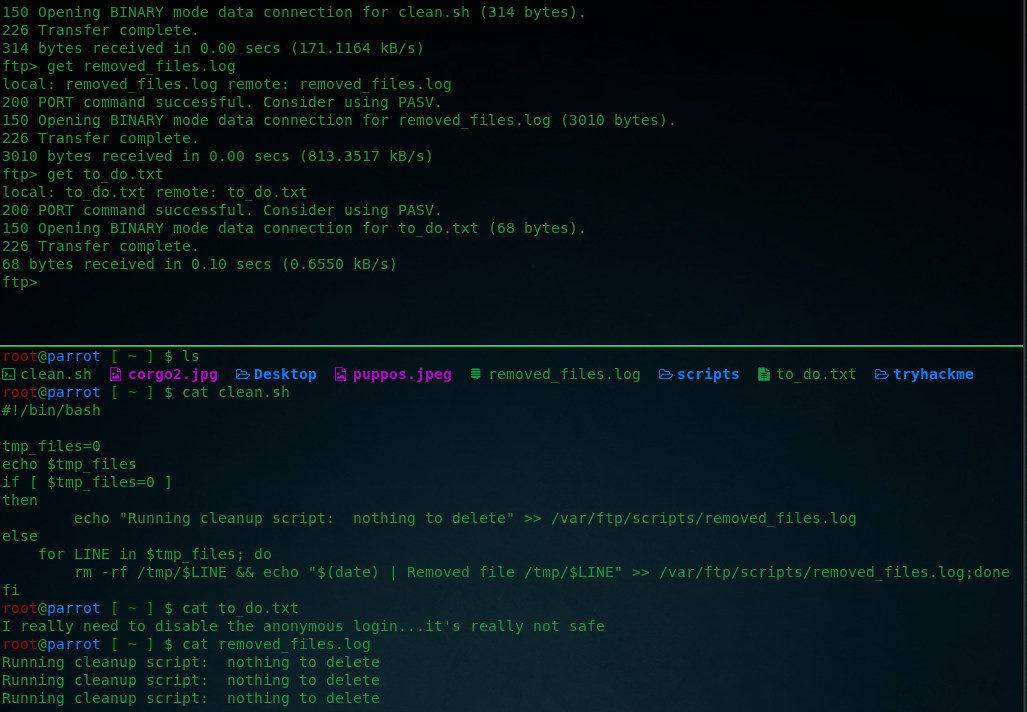 150 Opening BINARY mode data connection for clean.sh (314 bytes).
226 Transfer complete.
314 bytes received in 0.00 secs (171.1164 kB/s)
ftp> get removed_files.log
local: removed_files.log remote: removed_files.log
200 PORT command successful. Consider using PASV.
150 Opening BINARY mode data connection for removed_files.log (3010 bytes).
226 Transfer complete.
3010 bytes received in 0.00 secs (813.3517 kB/s)
ftp> get to_do.txt
local: to_do.txt remote: to_do.txt
200 PORT command successful. Consider using PASV.
150 Opening BINARY mode data connection for to_do.txt (68 bytes).
226 Transfer complete.
68 bytes received in 0.10 secs (0.6550 kB/s)
ftp>
root@parrot [ ~ ] $ ls
clean.sh corgo2.jpg Desktop puppos.jpeg removed_files.log scripts to_do.txt tryhackme
root@parrot [ ~ ] $ cat clean.sh
#!/bin/bash
tmp_files=0
echo $tmp_files
if [ $tmp_files=0 ]
then
        echo "Running cleanup script:  nothing to delete" >> /var/ftp/scripts/removed_files.log
else
    for LINE in $tmp_files; do
        rm -rf /tmp/$LINE && echo "$(date) | Removed file /tmp/$LINE" >> /var/ftp/scripts/removed_files.log;done
fi
root@parrot [ ~ ] $ cat to_do.txt
I really need to disable the anonymous login...it's really not safe
root@parrot [ ~ ] $ cat removed_files.log
Running cleanup script:  nothing to delete
Running cleanup script:  nothing to delete
Running cleanup script:  nothing to delete